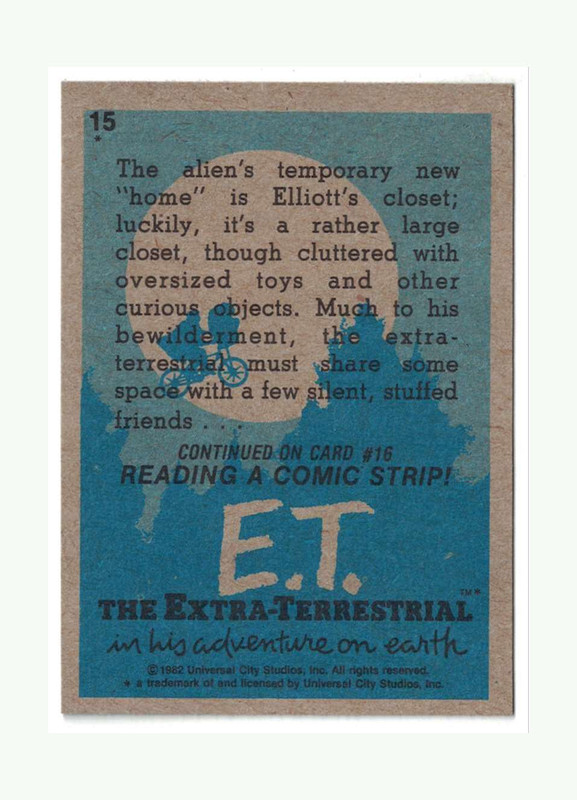 15
*
The alien's temporary new
"home" is Elliott's closet;
luckily, it's a rather large
closet, though cluttered with
oversized toys and other
curious objects. Much to his
bewilderment, the extra-
terrestrial must share some
space with a few silent, stuffed
friends . . .
CONTINUED ON CARD #16
READING A COMIC STRIP!
E.T.
THE EXTRA-TERRESTRIAL ™*
in his adventure on earth
©1982 Universal City Studios, Inc. All rights reserved.
* a trademark of and licensed by Universal City Studios, Inc.